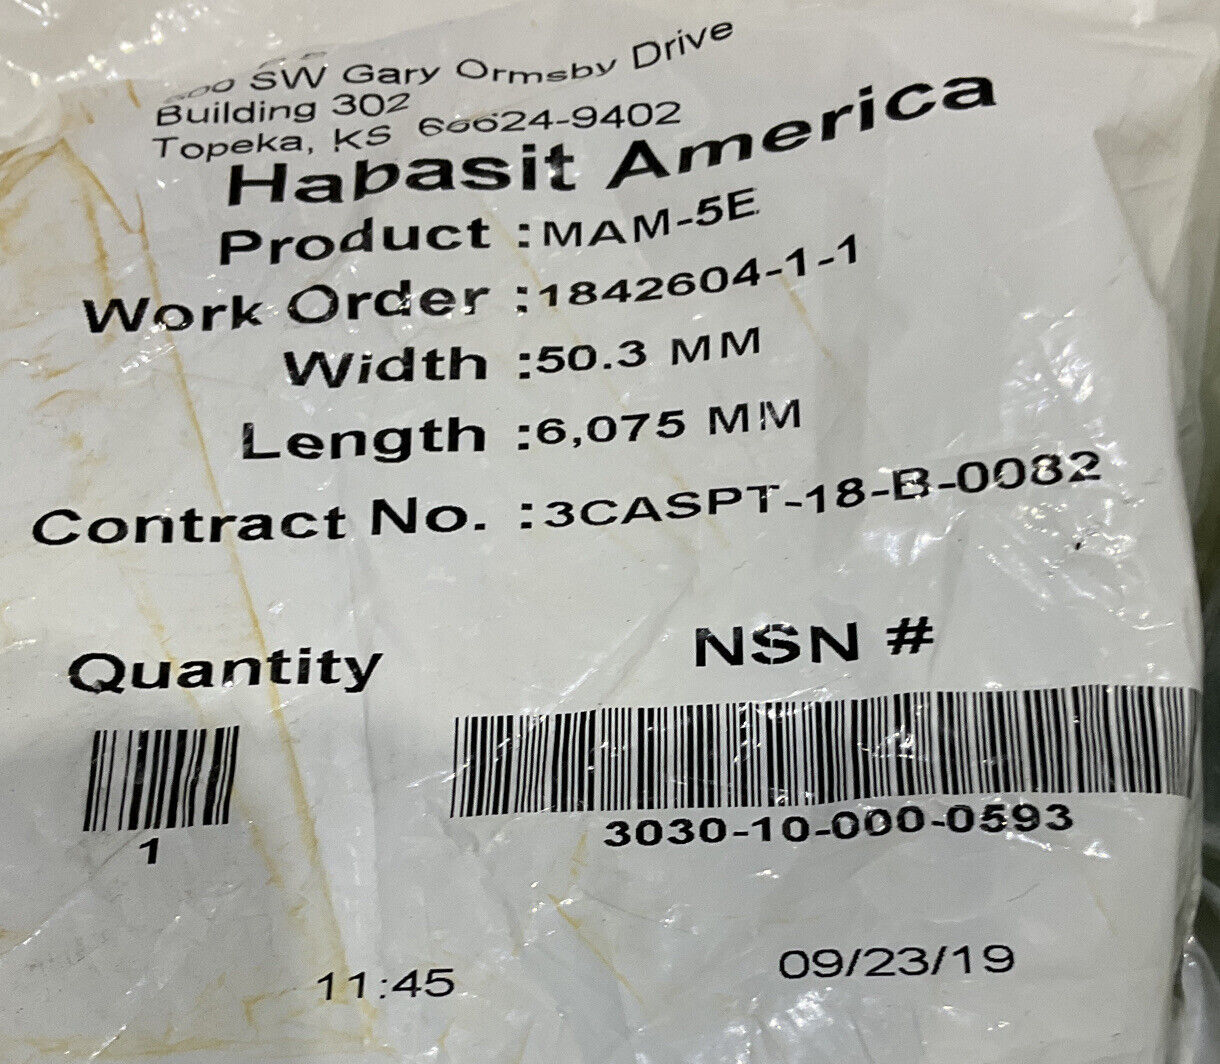 SW Gary Ormsby Drive
Building 302
Topeka, KS 66624-9402
Habasit America
Product :MAM-5E
Work Order :1842604-1-1
Width :50.3 MM
Length :6,075 MM
Contract No. :3CASPT-18-B-0082
Quantity
NSN #
1
3030-10-000-0593
11:45
09/23/19